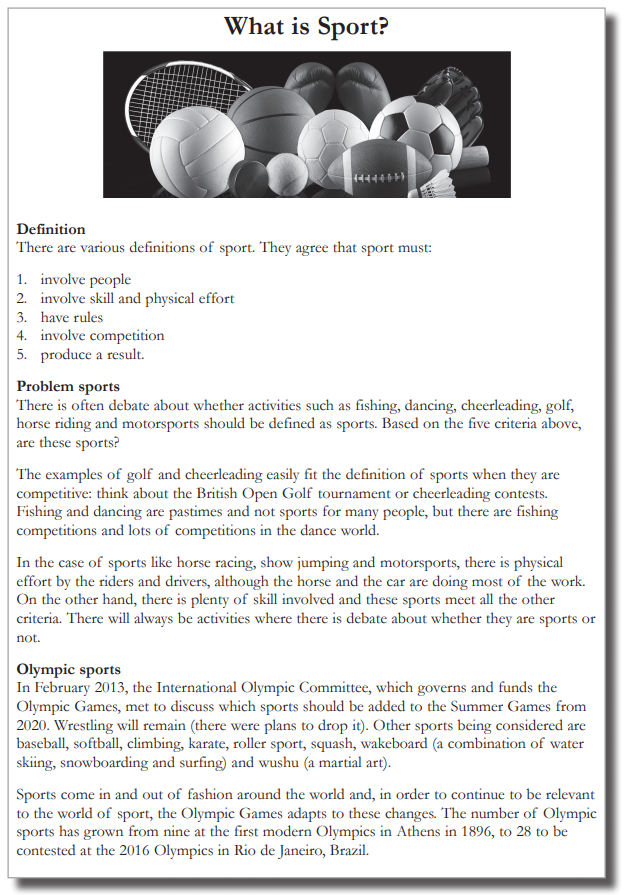 What is Sport?
Definition
There are various definitions of sport. They agree that sport must:
1. involve people
2. involve skill and physical effort
3. have rules
4. involve competition
5. produce a result.
Problem sports
There is often debate about whether activities such as fishing, dancing, cheerleading, golf,
horse riding and motorsports should be defined as sports. Based on the five criteria above,
are these sports?
The examples of golf and cheerleading easily fit the definition of sports when they are
competitive: think about the British Open Golf tournament or cheerleading contests.
Fishing and dancing are pastimes and not sports for many people, but there are fishing
competitions and lots of competitions in the dance world.
In the case of sports like horse racing, show jumping and motorsports, there is physical
effort by the riders and drivers, although the horse and the car are doing most of the work.
On the other hand, there is plenty of skill involved and these sports meet all the other
criteria. There will always be activities where there is debate about whether they are sports or
not.
Olympic sports
In February 2013, the International Olympic Committee, which governs and funds the
Olympic Games, met to discuss which sports should be added to the Summer Games from
2020. Wrestling will remain (there were plans to drop it). Other sports being considered are
baseball, softball, climbing, karate, roller sport, squash, wakeboard (a combination of water
skiing, snowboarding and surfing) and wushu (a martial art).
Sports come in and out of fashion around the world and, in order to continue to be relevant
to the world of sport, the Olympic Games adapts to these changes. The number of Olympic
sports has grown from nine at the first modern Olympics in Athens in 1896, to 28 to be
contested at the 2016 Olympics in Rio de Janeiro, Brazil.